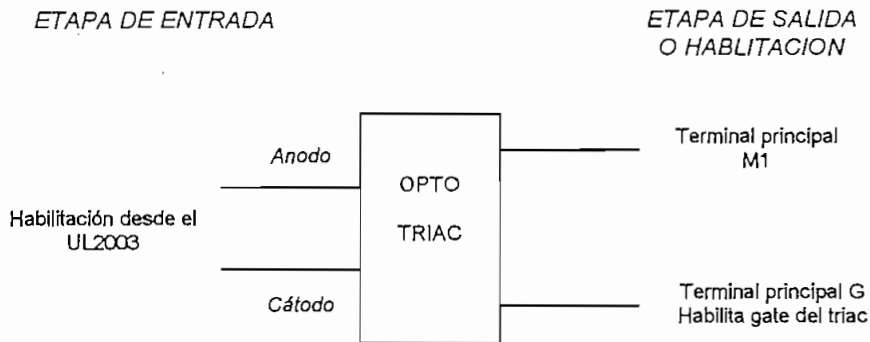 ETAPA DE ENTRADA
ETAPA DE SALIDA
O HABLITACION
Anodo
OPTO
TRIAC
Terminal principal
M1
Habilitación desde el
UL2003
Cátodo
Terminal principal G
Habilita gate del triac